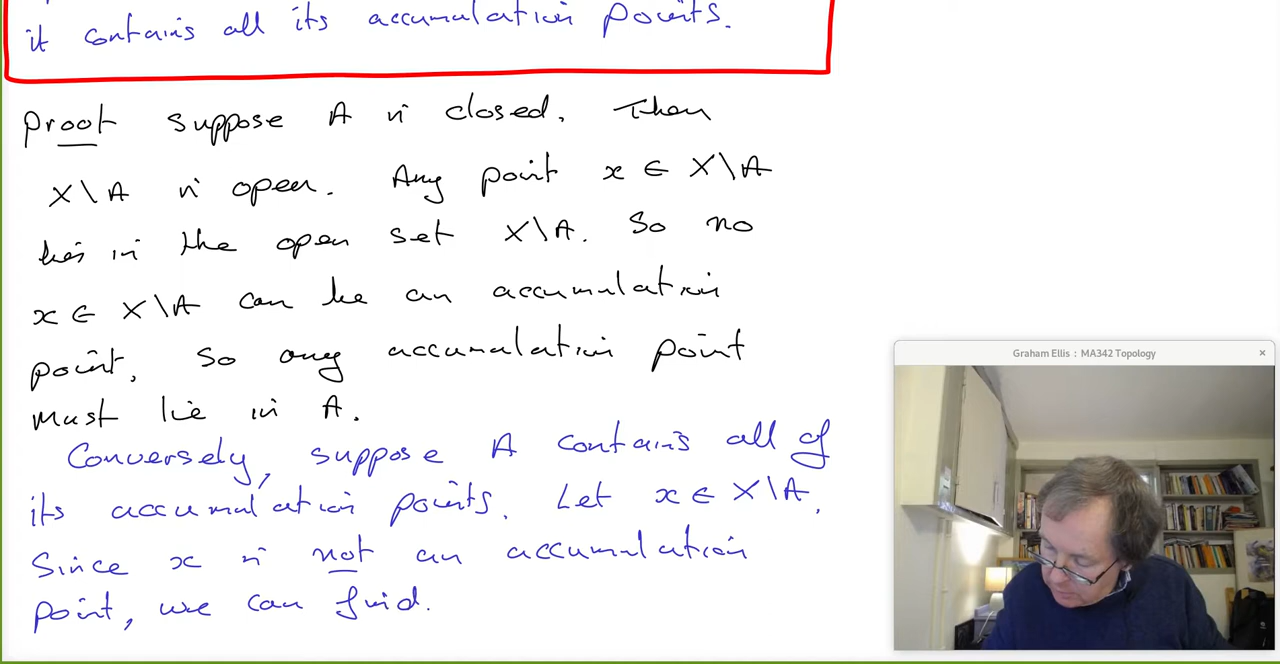 it contains all its accumulation points.
Proof Suppose A is closed. Then
X\A is open. Any point x ∈ X\A
lies in the open set X\A. So no
x ∈ X\A can be an accumulation
point. So any accumulation point
must lie in A.
Conversely, suppose A contains all of
its accumulation points. Let x ∈ X\A.
Since x is not an accumulation
point, we can find.
Graham Ellis : MA342 Topology